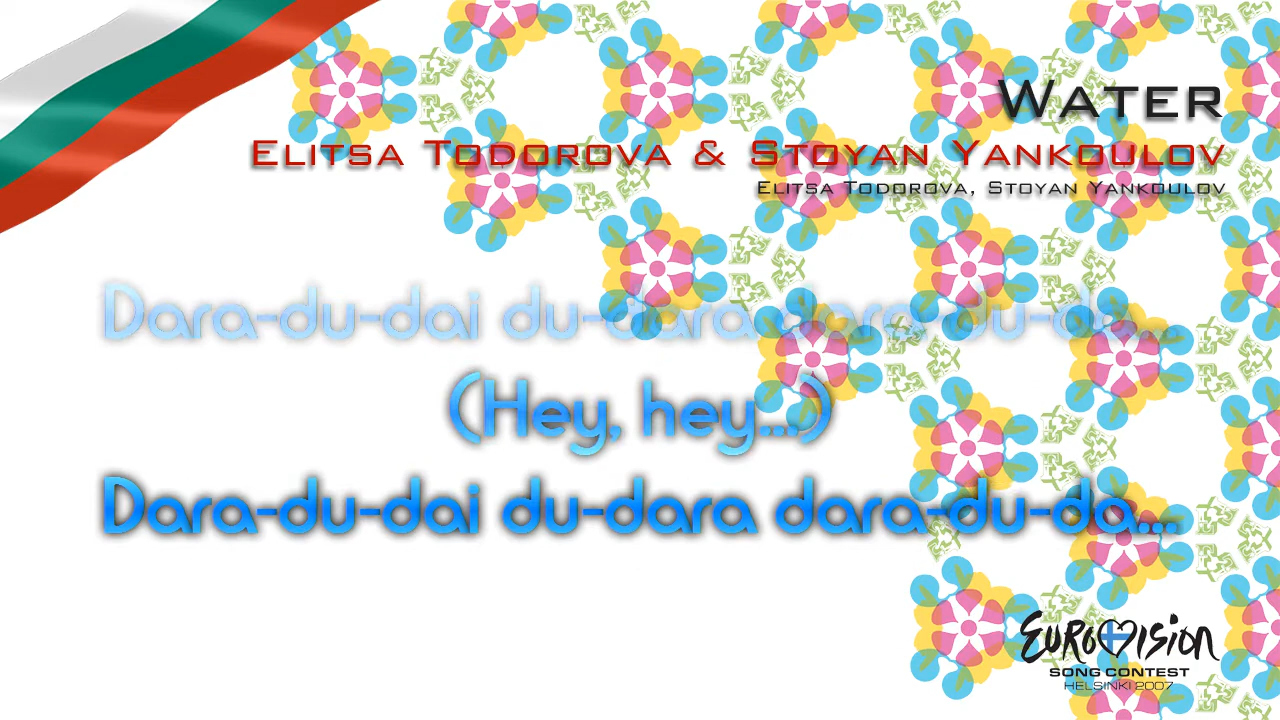 Water
Elitsa Todorova & Stoyan Yankoulov
Elitsa Todorova, Stoyan Yankoulov
Dara-du-dai du-dara dara-du-da...
(Hey, hey...)
Dara-du-dai du-dara dara-du-da...
Eurovision
SONG CONTEST
HELSINKI 2007